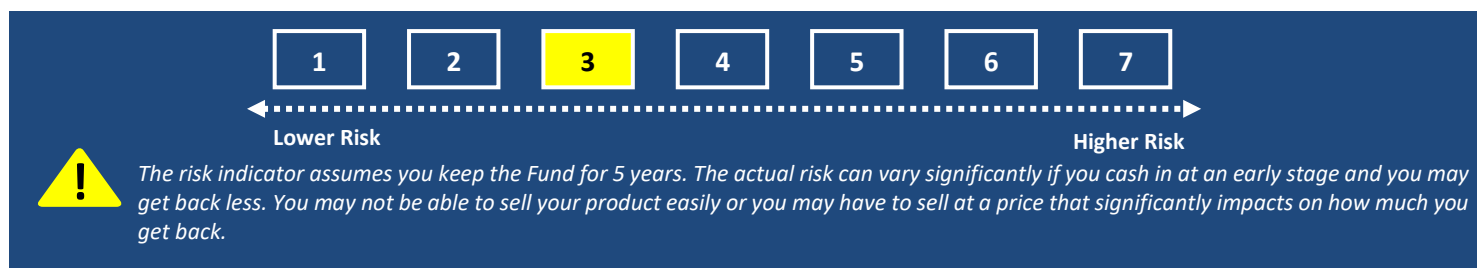 1 2 3 4 5 6 7
Lower Risk Higher Risk
The risk indicator assumes you keep the Fund for 5 years. The actual risk can vary significantly if you cash in at an early stage and you may
get back less. You may not be able to sell your product easily or you may have to sell at a price that significantly impacts on how much you
get back.